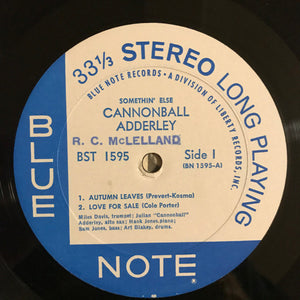 33⅓ STEREO LONG PLAYING
BLUE NOTE RECORDS • A DIVISION OF LIBERTY RECORDS, INC.
SOMETHIN' ELSE
CANNONBALL
ADDERLEY
R. C. McLELLAND
BST 1595 Side 1
(BN 1595-A)
1. AUTUMN LEAVES (Prevert-Kosma)
2. LOVE FOR SALE (Cole Porter)
Miles Davis, trumpet; Julian "Cannonball"
Adderley, alto sax; Hank Jones, piano;
Sam Jones, bass; Art Blakey, drums.
BLUE
NOTE ®